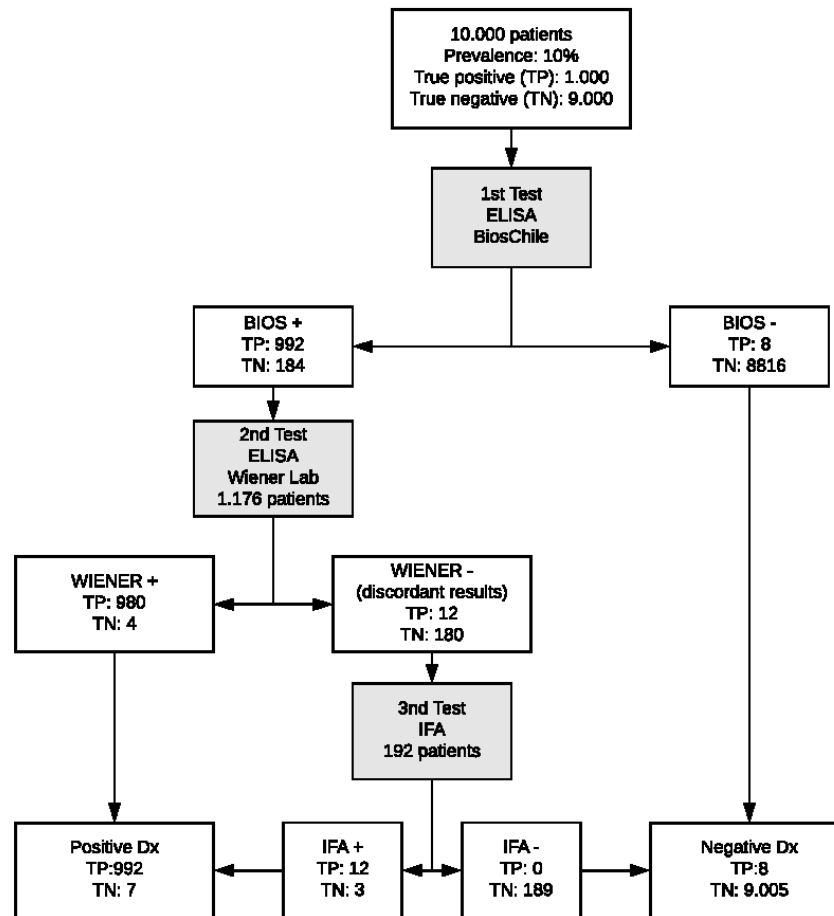 10.000 patients
Prevalence: 10%
True positive (TP): 1.000
True negative (TN): 9.000
1st Test
ELISA
BiosChile
BIOS +
TP: 992
TN: 184
BIOS -
TP: 8
TN: 8816
2nd Test
ELISA
Wiener Lab
1.176 patients
WIENER +
TP: 980
TN: 4
WIENER -
(discordant results)
TP: 12
TN: 180
3nd Test
IFA
192 patients
Positive Dx
TP:992
TN: 7
IFA +
TP: 12
TN: 3
IFA -
TP: 0
TN: 189
Negative Dx
TP:8
TN: 9.005